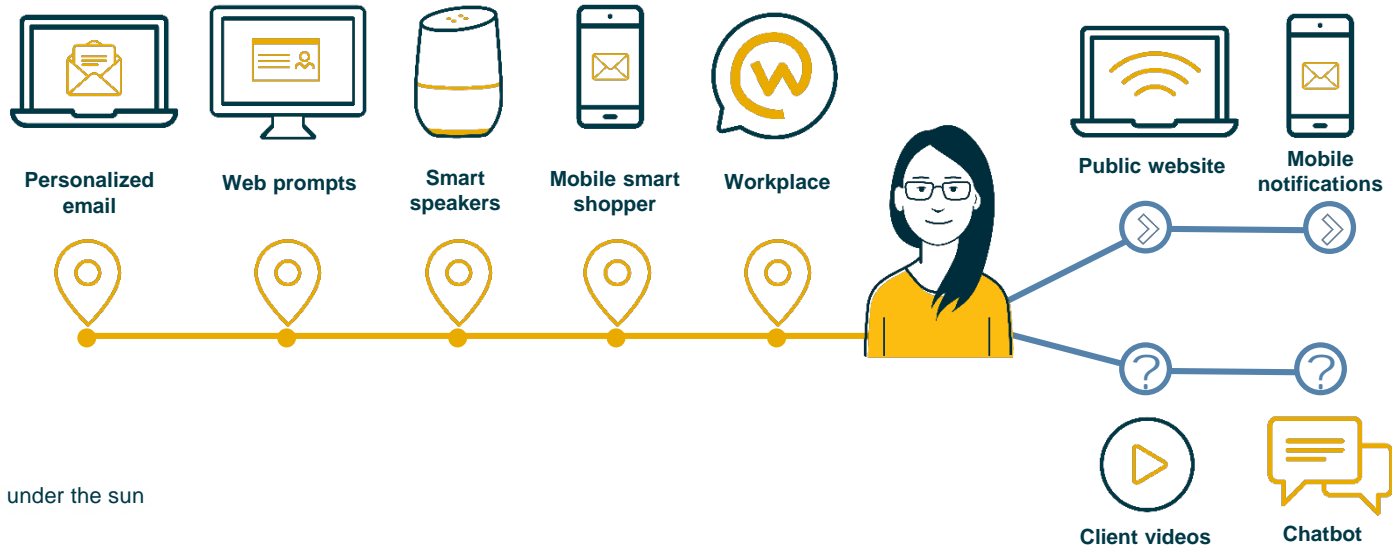 Personalized
email
Web prompts
Smart
speakers
Mobile smart
shopper
Workplace
Public website
Mobile
notifications
?
?
under the sun
Client videos
Chatbot